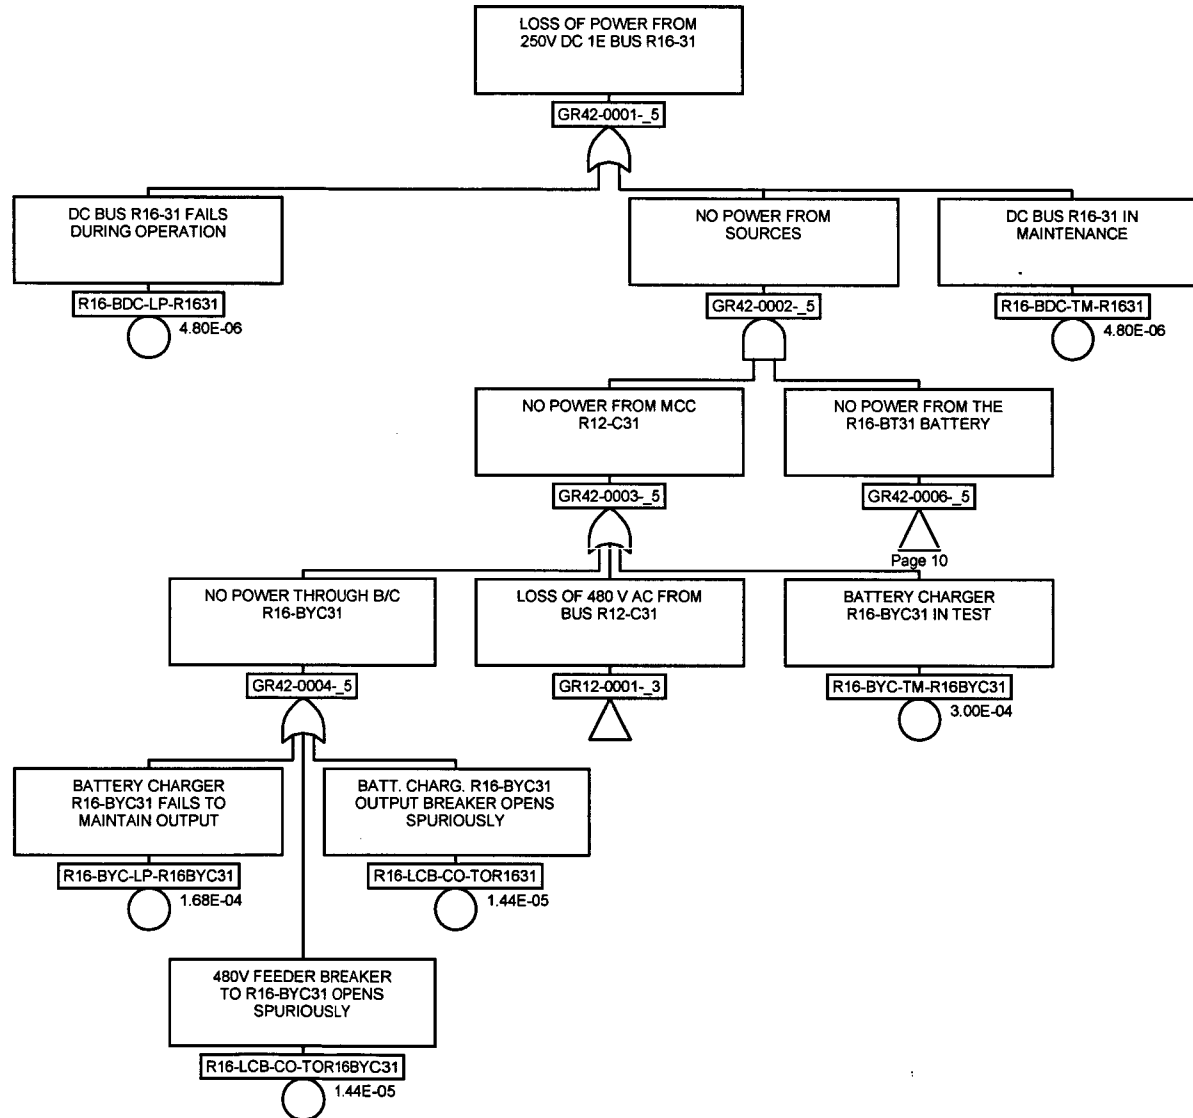 LOSS OF POWER FROM
250V DC 1E BUS R16-31
GR42-0001-_5
DC BUS R16-31 FAILS
DURING OPERATION
R16-BDC-LP-R1631
4.80E-06
NO POWER FROM
SOURCES
GR42-0002-_5
DC BUS R16-31 IN
MAINTENANCE
R16-BDC-TM-R1631
4.80E-06
NO POWER FROM MCC
R12-C31
GR42-0003-_5
NO POWER FROM THE
R16-BT31 BATTERY
GR42-0006-_5
Page 10
NO POWER THROUGH B/C
R16-BYC31
GR42-0004-_5
LOSS OF 480 V AC FROM
BUS R12-C31
GR12-0001-_3
BATTERY CHARGER
R16-BYC31 IN TEST
R16-BYC-TM-R16BYC31
3.00E-04
BATTERY CHARGER
R16-BYC31 FAILS TO
MAINTAIN OUTPUT
R16-BYC-LP-R16BYC31
1.68E-04
BATT. CHARG. R16-BYC31
OUTPUT BREAKER OPENS
SPURIOUSLY
R16-LCB-CO-TOR1631
1.44E-05
480V FEEDER BREAKER
TO R16-BYC31 OPENS
SPURIOUSLY
R16-LCB-CO-TOR16BYC31
1.44E-05